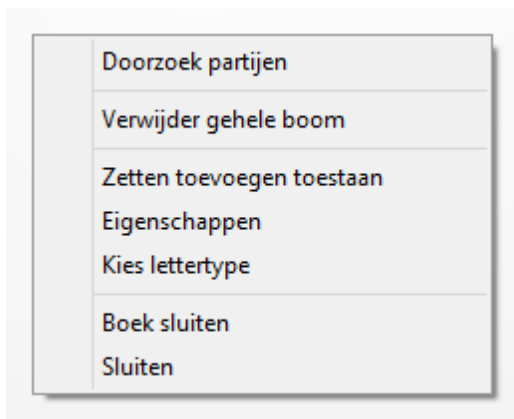 Doorzoek partijen
Verwijder gehele boom
Zetten toevoegen toestaan
Eigenschappen
Kies lettertype
Boek sluiten
Sluiten